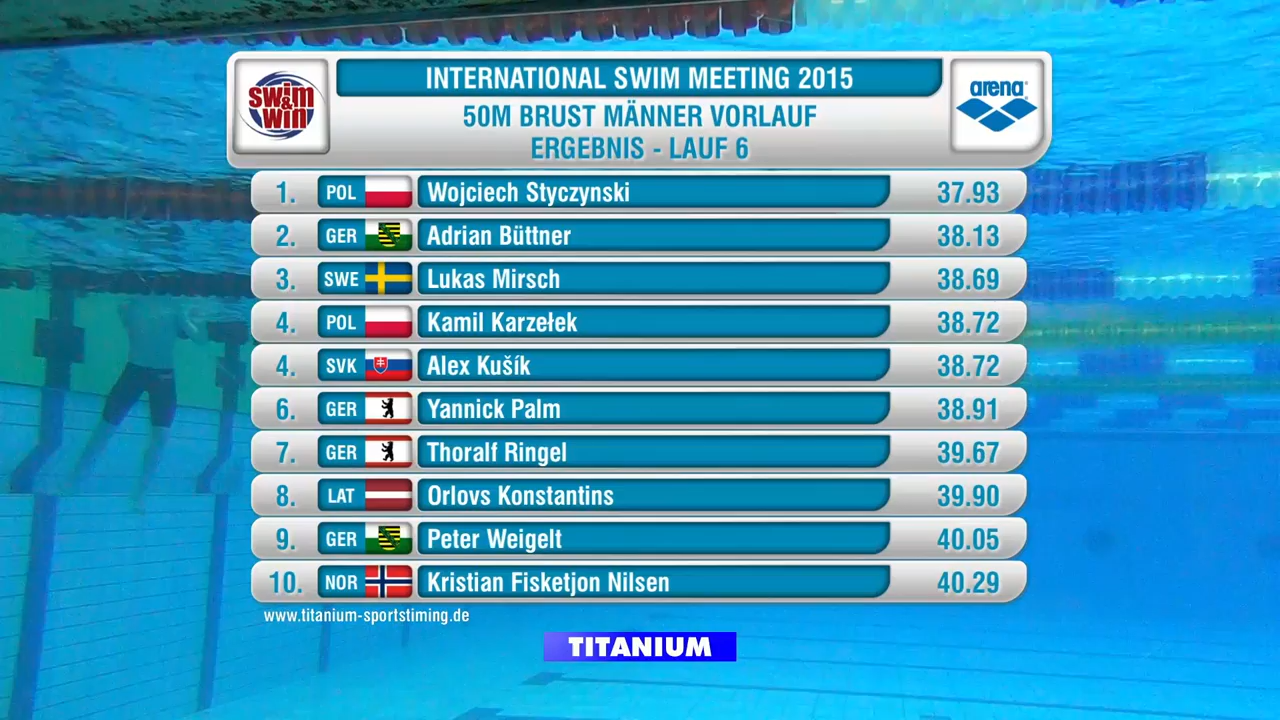 swim & win
arena
INTERNATIONAL SWIM MEETING 2015
50M BRUST MÄNNER VORLAUF
ERGEBNIS - LAUF 6
1. POL Wojciech Styczynski 37.93
2. GER Adrian Büttner 38.13
3. SWE Lukas Mirsch 38.69
4. POL Kamil Karzełek 38.72
4. SVK Alex Kušík 38.72
6. GER Yannick Palm 38.91
7. GER Thoralf Ringel 39.67
8. LAT Orlovs Konstantins 39.90
9. GER Peter Weigelt 40.05
10. NOR Kristian Fisketjon Nilsen 40.29
www.titanium-sportstiming.de
TITANIUM